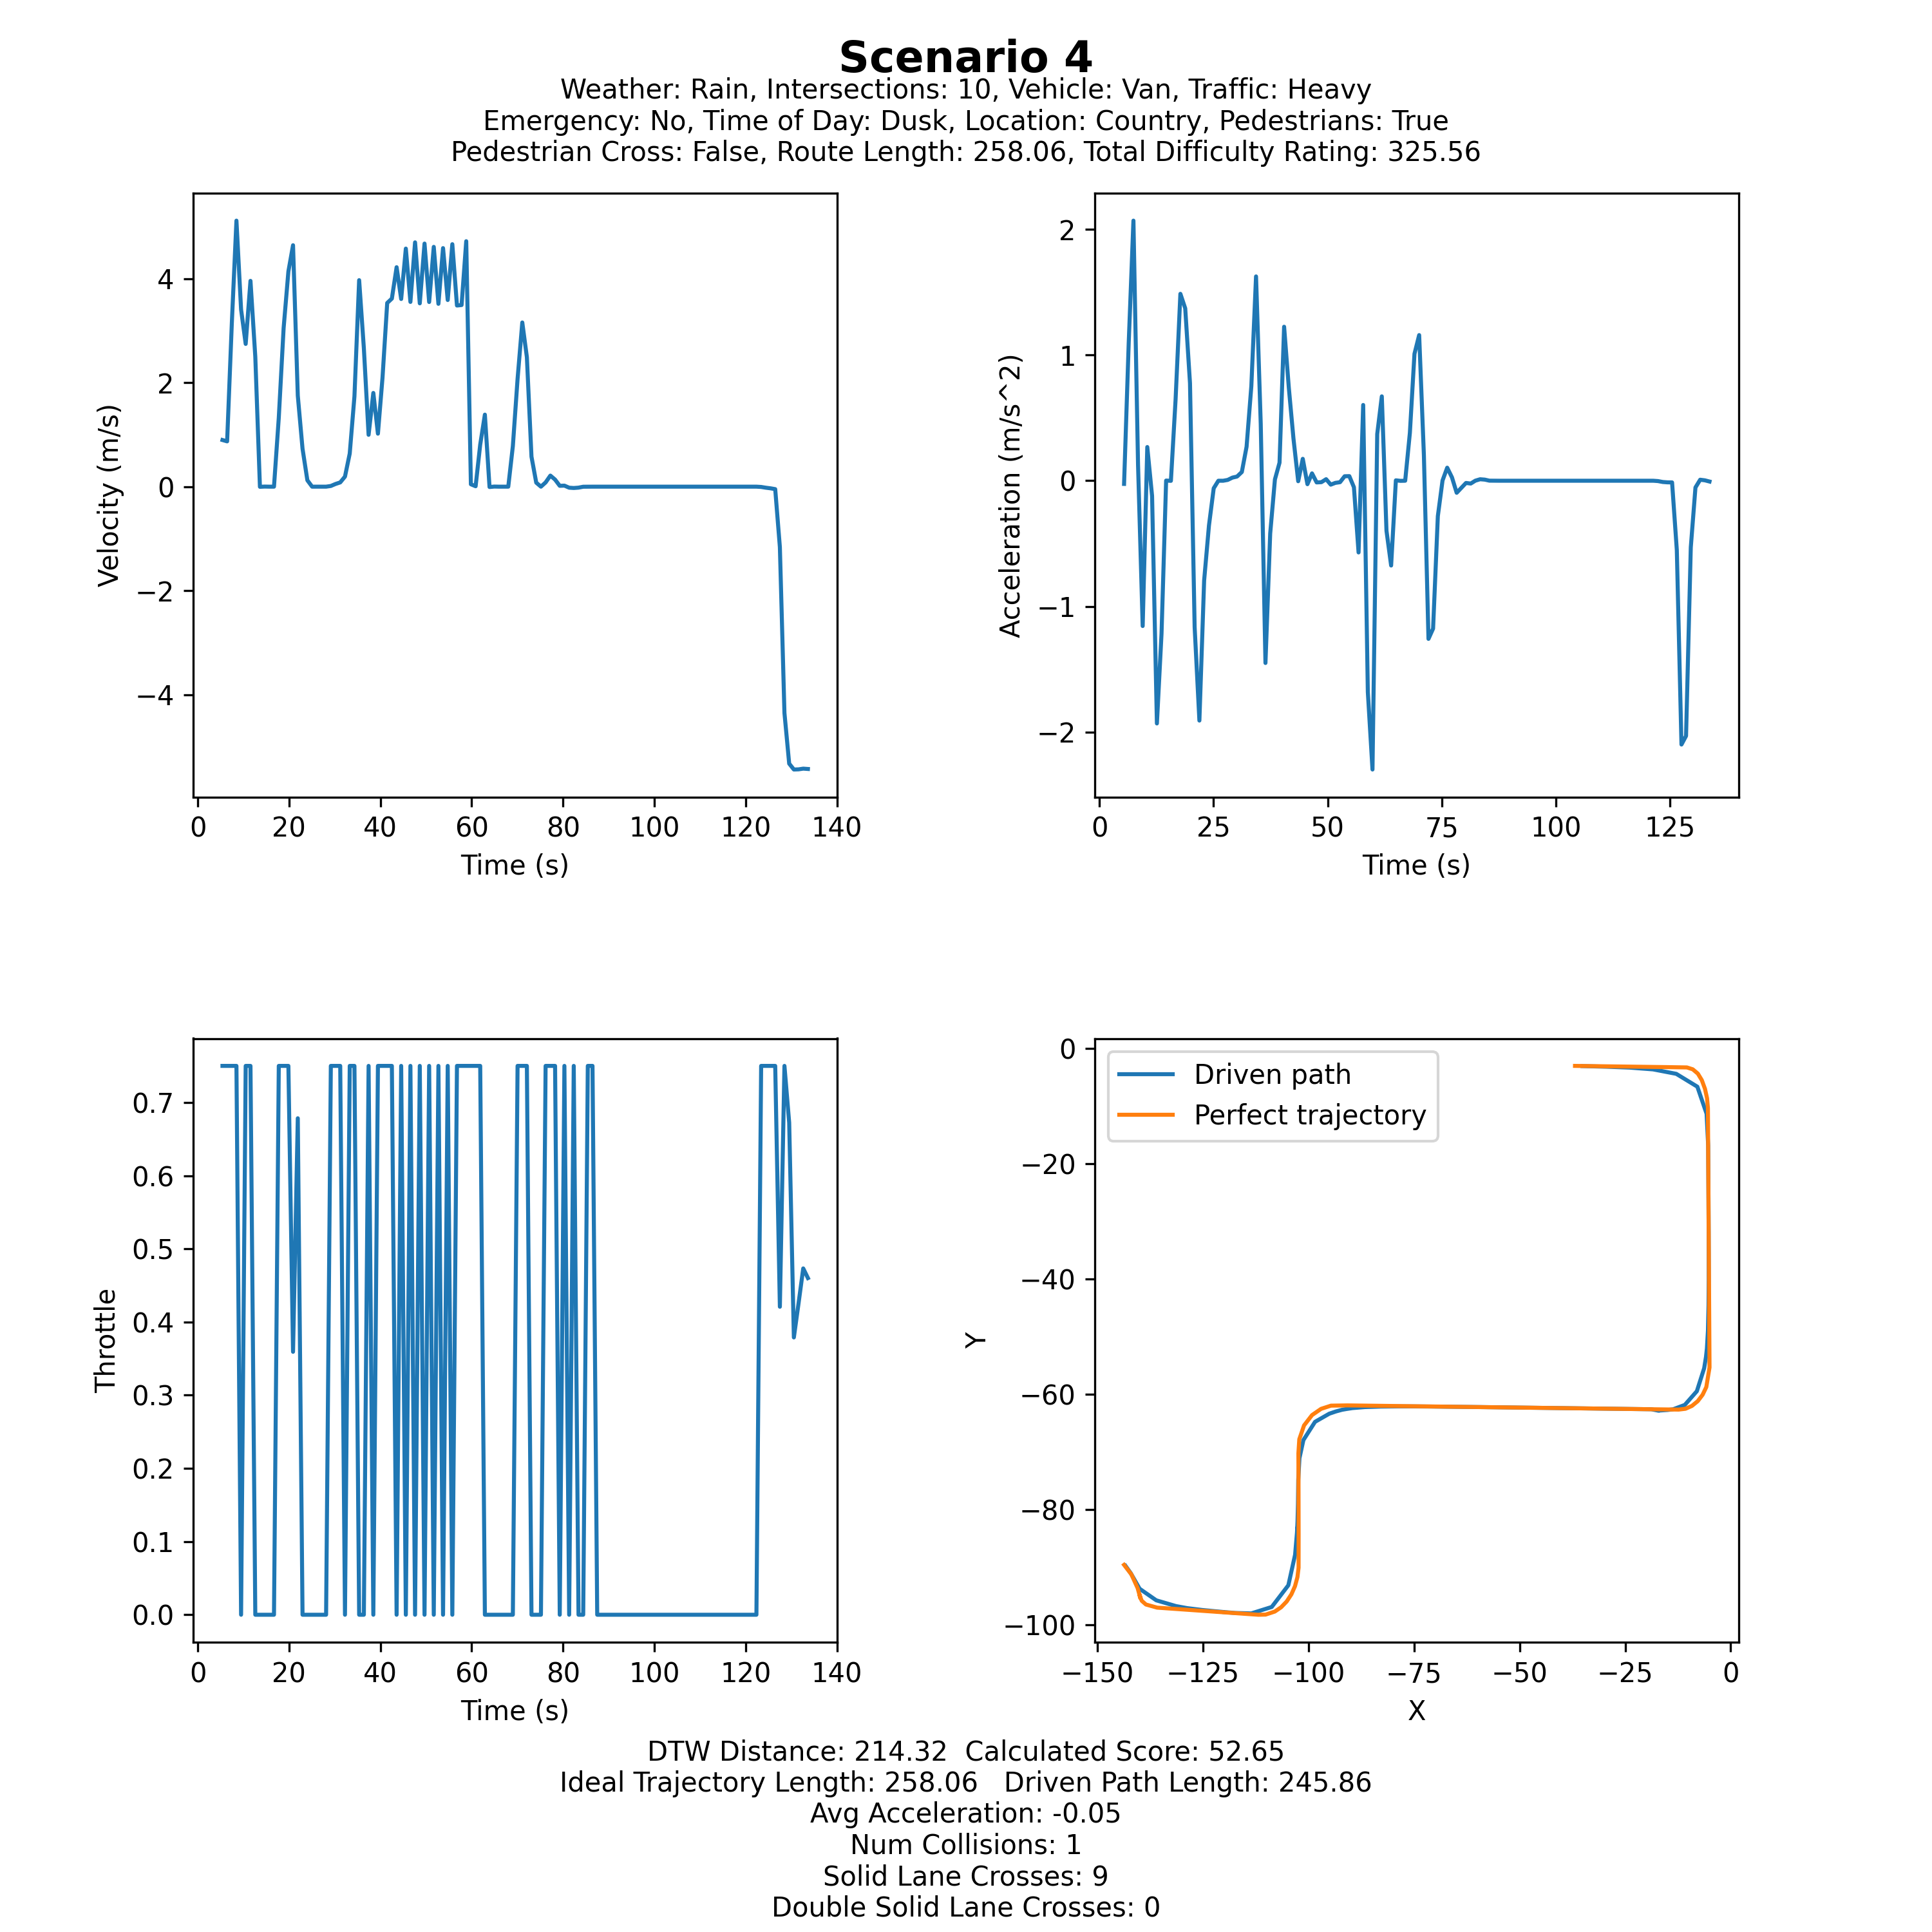 Scenario 4
Weather: Rain, Intersections: 10, Vehicle: Van, Traffic: Heavy
Emergency: No, Time of Day: Dusk, Location: Country, Pedestrians: True
Pedestrian Cross: False, Route Length: 258.06, Total Difficulty Rating: 325.56
Velocity (m/s)
4
2
0
−2
−4
0 20 40 60 80 100 120 140
Time (s)
Acceleration (m/s^2)
2
1
0
−1
−2
0 25 50 75 100 125
Time (s)
Throttle
0.7
0.6
0.5
0.4
0.3
0.2
0.1
0.0
0 20 40 60 80 100 120 140
Time (s)
Y
0
−20
−40
−60
−80
−100
Driven path
Perfect trajectory
−150 −125 −100 −75 −50 −25 0
X
DTW Distance: 214.32  Calculated Score: 52.65
Ideal Trajectory Length: 258.06   Driven Path Length: 245.86
Avg Acceleration: -0.05
Num Collisions: 1
Solid Lane Crosses: 9
Double Solid Lane Crosses: 0